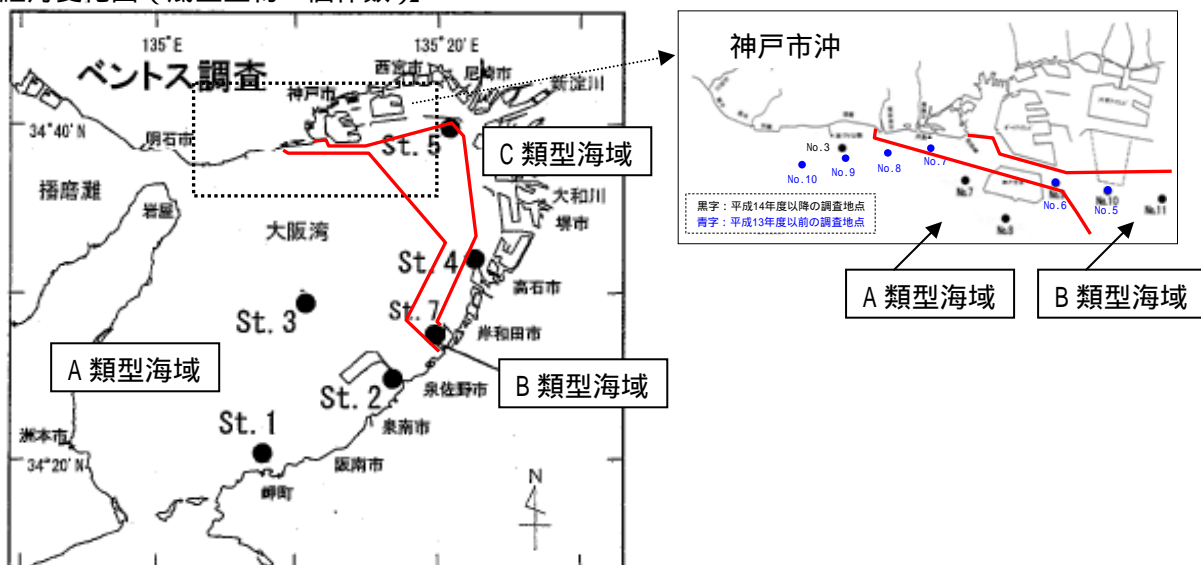 135°E
135°20'E
ベントス調査
西宮市
尼崎市
新淀川
神戸市
34°40'N
明石市
St. 5
C 類型海域
播磨灘
岩屋
大和川
堺市
大阪湾
St. 4
高石市
St. 3
St. 7
岸和田市
A 類型海域
B 類型海域
St. 2
泉佐野市
St. 1
泉南市
洲本市
34°20'N
阪南市
岬町
N
神戸市沖
No.3
No.7
No.8
No.9
No.10
No.7
No.6
No.10
No.5
No.11
No.8
黒字：平成14年度以降の調査地点
青字：平成13年度以前の調査地点
A 類型海域
B 類型海域